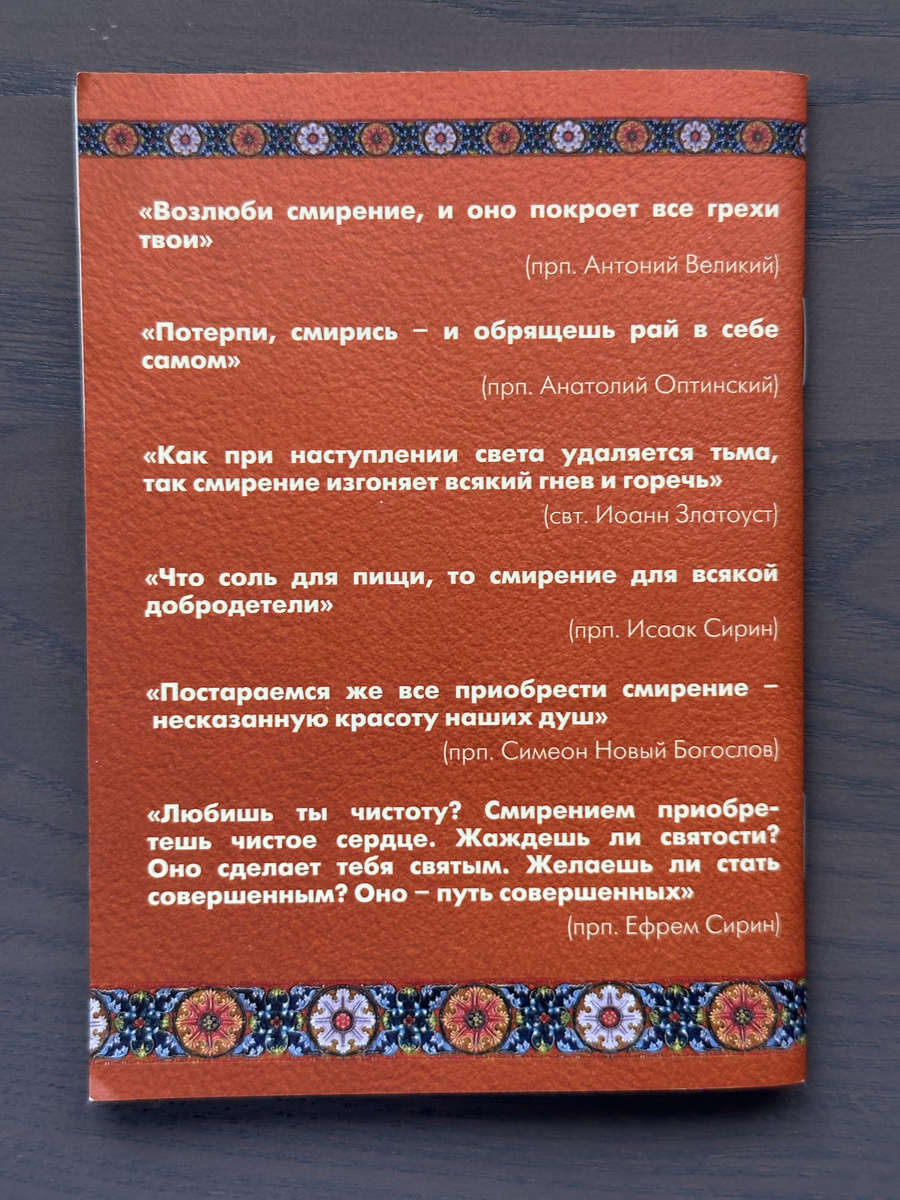 «Возлюби смирение, и оно покроет все грехи
твои»
(прп. Антоний Великий)
«Потерпи, смирись – и обрящешь рай в себе
самом»
(прп. Анатолий Оптинский)
«Как при наступлении света удаляется тьма,
так смирение изгоняет всякий гнев и горечь»
(свт. Иоанн Златоуст)
«Что соль для пищи, то смирение для всякой
добродетели»
(прп. Исаак Сирин)
«Постараемся же все приобрести смирение –
несказанную красоту наших душ»
(прп. Симеон Новый Богослов)
«Любишь ты чистоту? Смирением приобре-
тешь чистое сердце. Жаждешь ли святости?
Оно сделает тебя святым. Желаешь ли стать
совершенным? Оно – путь совершенных»
(прп. Ефрем Сирин)